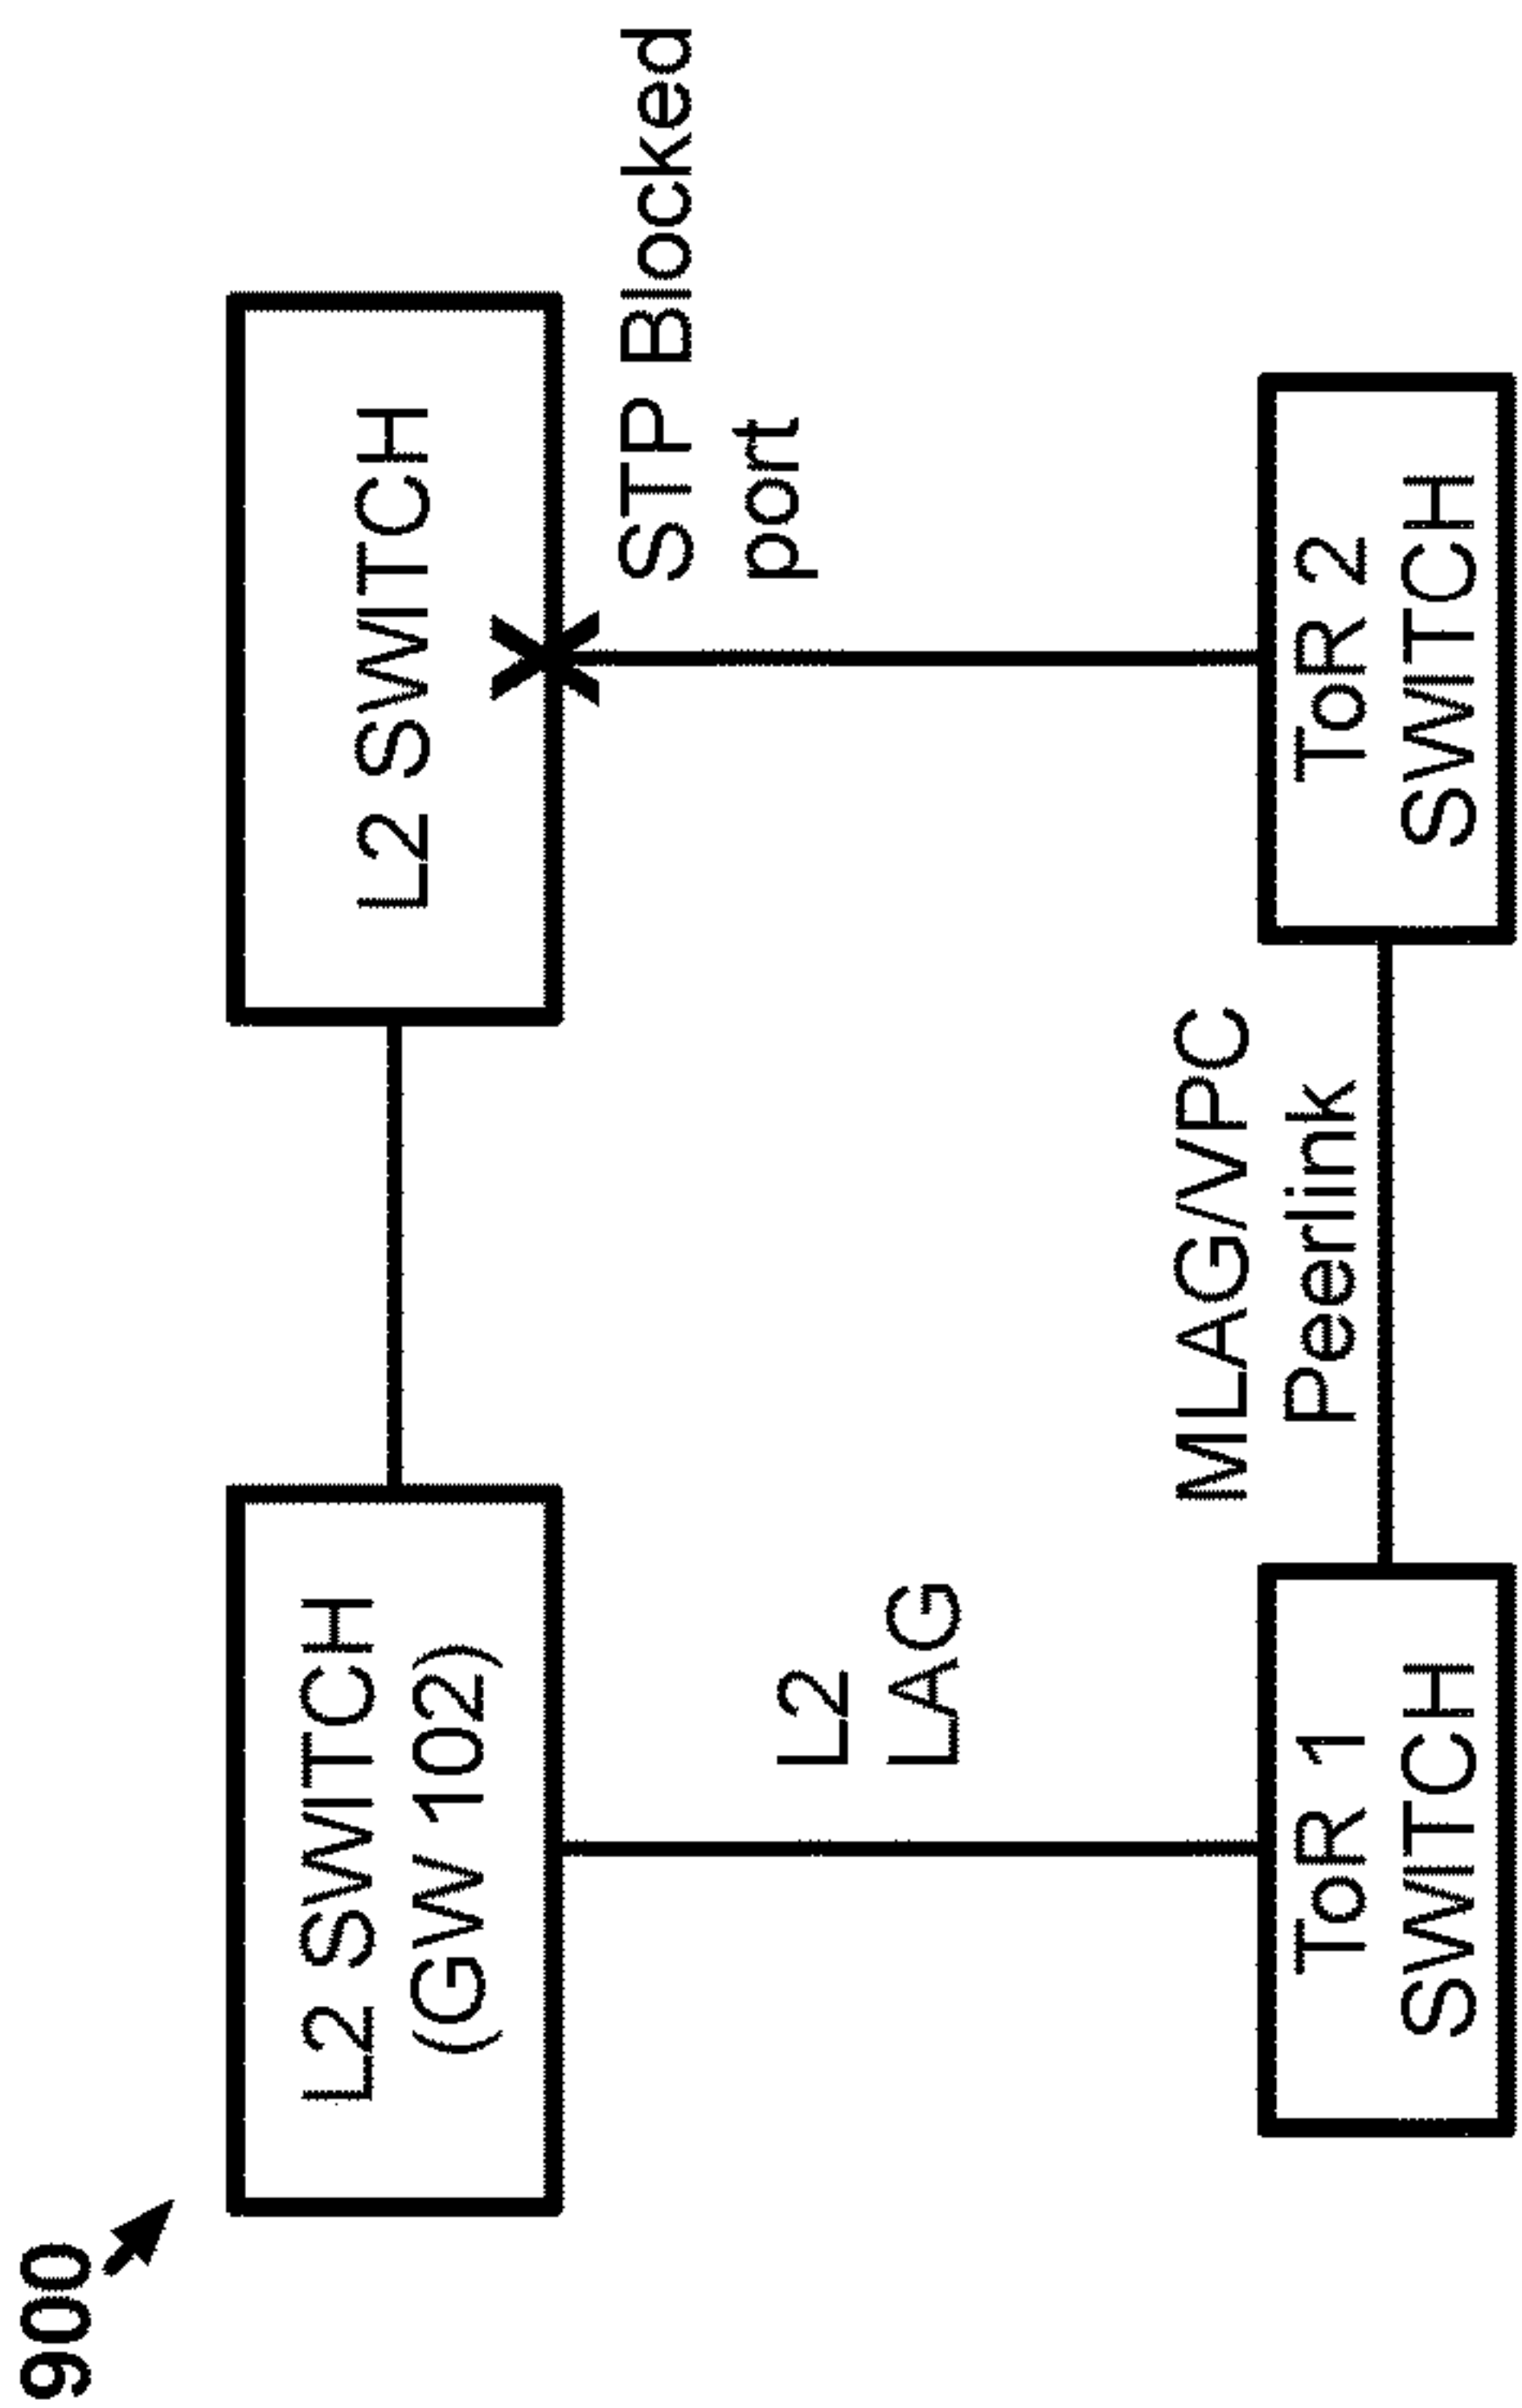 900
L2 SWITCH
(GW 102)
L2 SWITCH
STP Blocked
port
L2
LAG
MLAG/VPC
Peerlink
ToR 1
SWITCH
ToR 2
SWITCH